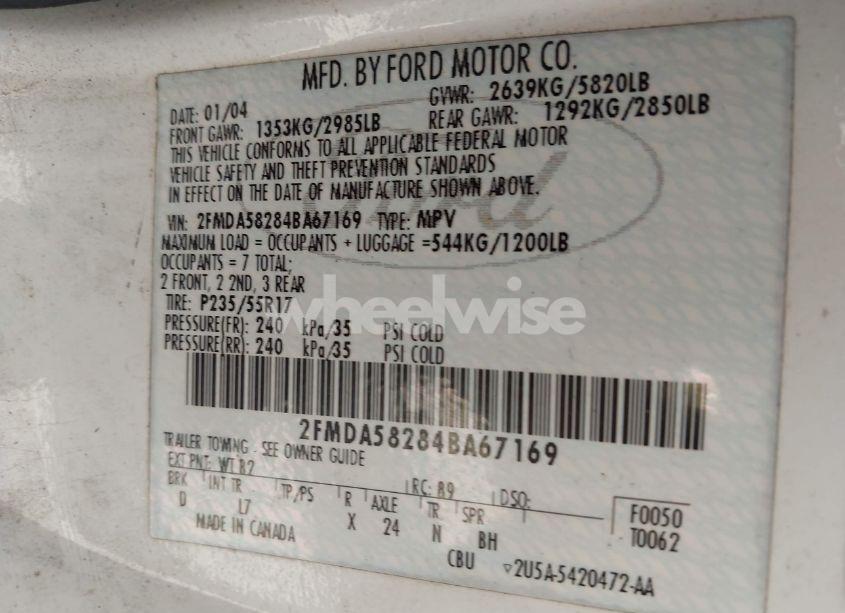 MFD. BY FORD MOTOR CO.
DATE: 01/04 GVWR: 2639KG/5820LB
FRONT GAWR: 1353KG/2985LB REAR GAWR: 1292KG/2850LB
THIS VEHICLE CONFORMS TO ALL APPLICABLE FEDERAL MOTOR
VEHICLE SAFETY AND THEFT PREVENTION STANDARDS
IN EFFECT ON THE DATE OF MANUFACTURE SHOWN ABOVE.
Ford
VIN: 2FMDA58284BA67169 TYPE: MPV
MAXIMUM LOAD = OCCUPANTS + LUGGAGE =544KG/1200LB
OCCUPANTS = 7 TOTAL;
2 FRONT, 2 2ND, 3 REAR
TIRE: P235/55R17
wheelwise
PRESSURE(FR): 240 kPa/35 PSI COLD
PRESSURE(RR): 240 kPa/35 PSI COLD
2FMDA58284BA67169
TRAILER TOWING - SEE OWNER GUIDE
EXT PNT: WT B2 RC: 89 DSO:
BRK INT TR TP/PS R AXLE TR SPR F0050
D L7 X 24 N BH T0062
MADE IN CANADA CBU ▽2U5A-5420472-AA